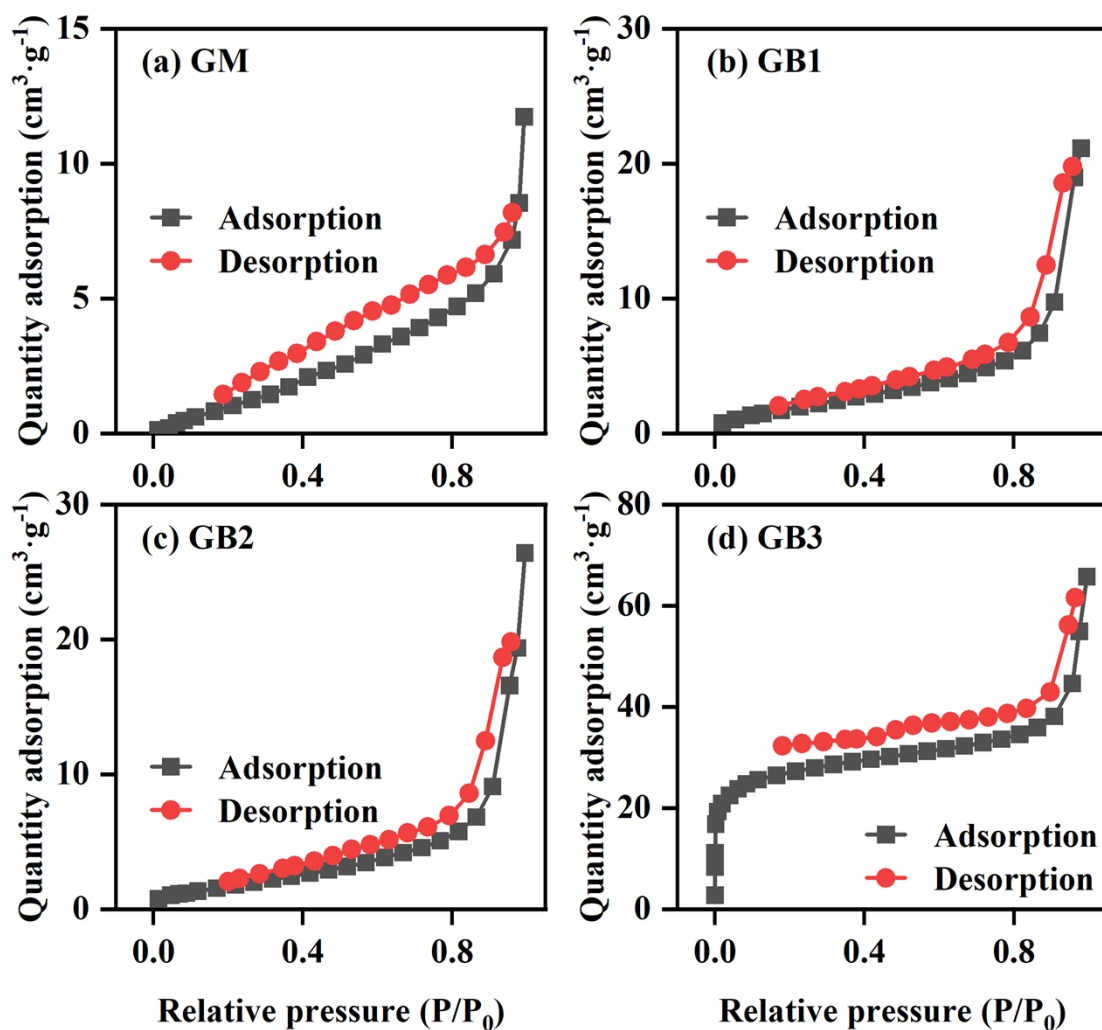 Quantity adsorption (cm³·g⁻¹)
15
10
5
0
(a) GM
Adsorption
Desorption
0.0 0.4 0.8
Quantity adsorption (cm³·g⁻¹)
30
20
10
0
(b) GB1
Adsorption
Desorption
0.0 0.4 0.8
Quantity adsorption (cm³·g⁻¹)
30
20
10
0
(c) GB2
Adsorption
Desorption
0.0 0.4 0.8
Relative pressure (P/P₀)
Quantity adsorption (cm³·g⁻¹)
80
60
40
20
0
(d) GB3
Adsorption
Desorption
0.0 0.4 0.8
Relative pressure (P/P₀)